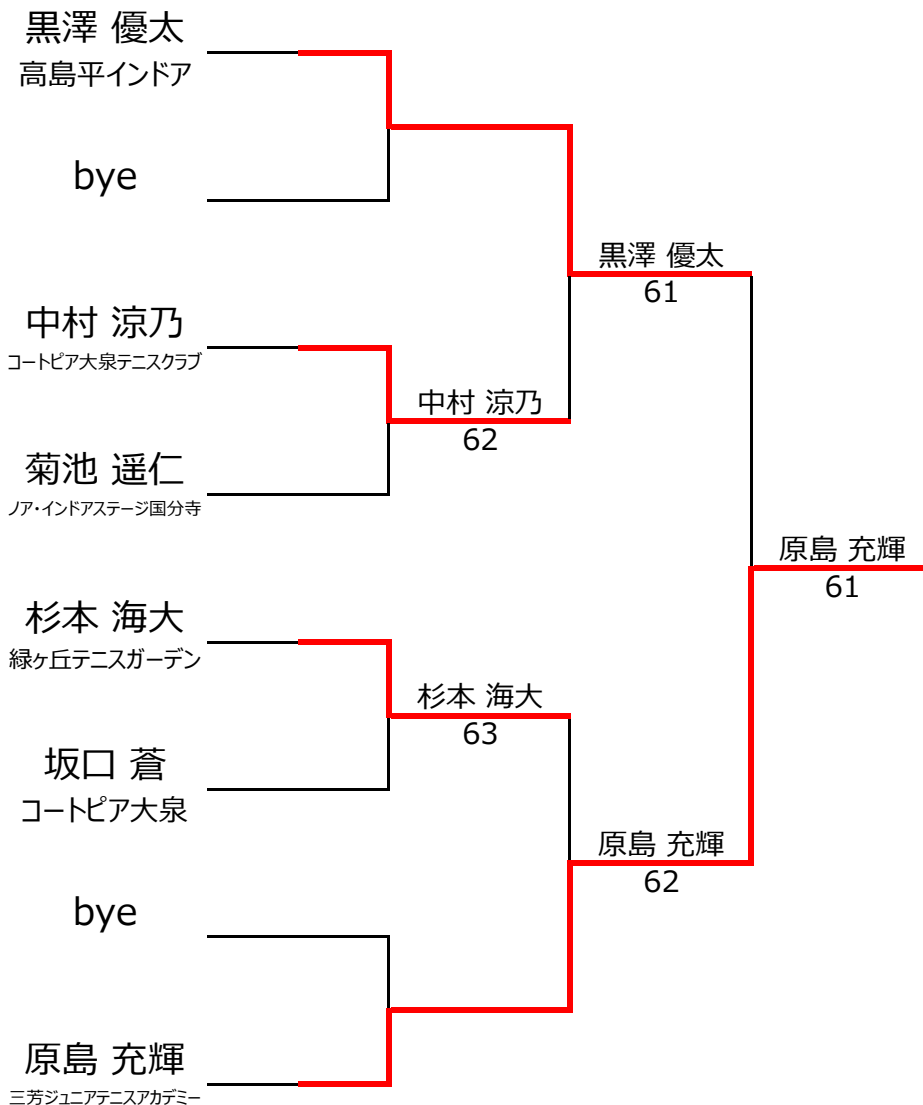 黒澤 優太
高島平インドア
bye
黒澤 優太
61
中村 涼乃
コートピア大泉テニスクラブ
中村 涼乃
62
菊池 遥仁
ノア・インドアステージ国分寺
原島 充輝
61
杉本 海大
緑ヶ丘テニスガーデン
杉本 海大
63
坂口 蒼
コートピア大泉
原島 充輝
62
bye
原島 充輝
三芳ジュニアテニスアカデミー